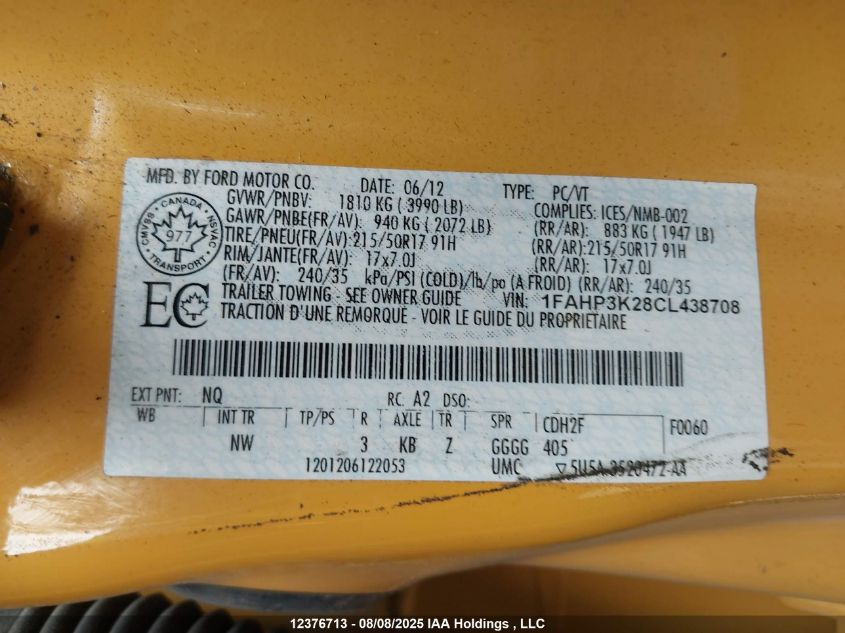 MFD. BY FORD MOTOR CO. DATE: 06/12 TYPE: PC/VT
GVWR/PNBV: 1810 KG ( 3990 LB) COMPLIES: ICES/NMB-002
GAWR/PNBE(FR/AV): 940 KG ( 2072 LB) (RR/AR): 883 KG ( 1947 LB)
TIRE/PNEU(FR/AV):215/50R17 91H (RR/AR):215/50R17 91H
RIM/JANTE(FR/AV): 17x7.0J (RR/AR): 17x7.0J
(FR/AV): 240/35 kPa/PSI (COLD)/lb/po (A FROID) (RR/AR): 240/35
TRAILER TOWING - SEE OWNER GUIDE VIN: 1FAHP3K28CL438708
TRACTION D'UNE REMORQUE - VOIR LE GUIDE DU PROPRIETAIRE
CANADA
CMVSS NSVAC
977
TRANSPORT
EC
EXT PNT: NQ RC: A2 DSO:
WB INT TR TP/PS R AXLE TR SPR CDH2F F0060
NW 3 KB Z GGGG 405
1201206122053 UMC ▽5U5A-3520472-AA
12376713 - 08/08/2025 IAA Holdings , LLC